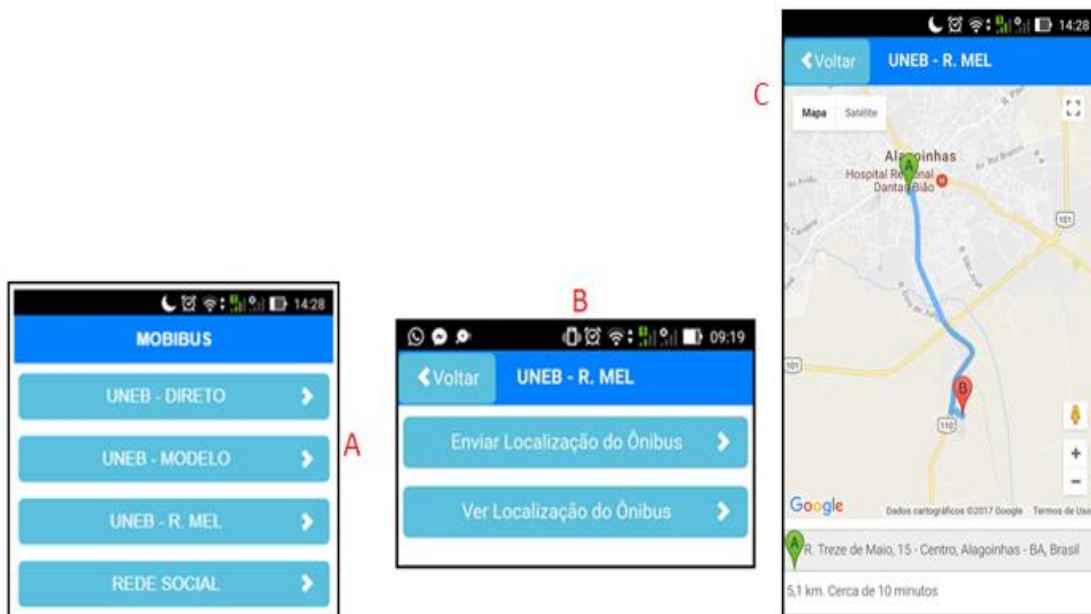 14:28
MOBIBUS
UNEB - DIRETO
UNEB - MODELO
UNEB - R. MEL
REDE SOCIAL
A
B
09:19
Voltar UNEB - R. MEL
Enviar Localização do Ônibus
Ver Localização do Ônibus
C
14:28
Voltar UNEB - R. MEL
Mapa Satélite
Alagoinhas
A
Hospital Regional
Dantas Bião
101
R. São José
101
B
110
Google
Dados cartográficos ©2017 Google Termos de Uso
A R. Treze de Maio, 15 - Centro, Alagoinhas - BA, Brasil
5,1 km. Cerca de 10 minutos